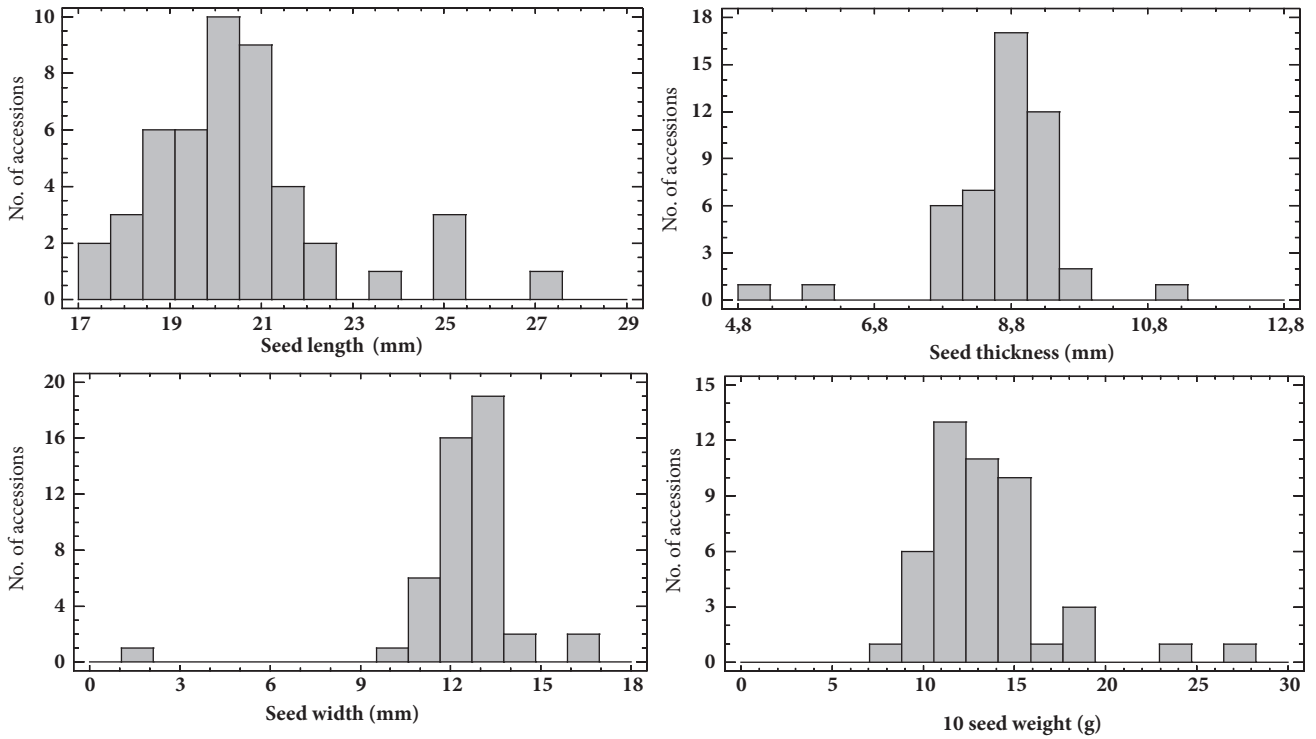 No. of accessions
10
8
6
4
2
0
17 19 21 23 25 27 29
Seed length (mm)
No. of accessions
18
15
12
9
6
3
0
4,8 6,8 8,8 10,8 12,8
Seed thickness (mm)
No. of accessions
20
16
12
8
4
0
0 3 6 9 12 15 18
Seed width (mm)
No. of accessions
15
12
9
6
3
0
0 5 10 15 20 25 30
10 seed weight (g)